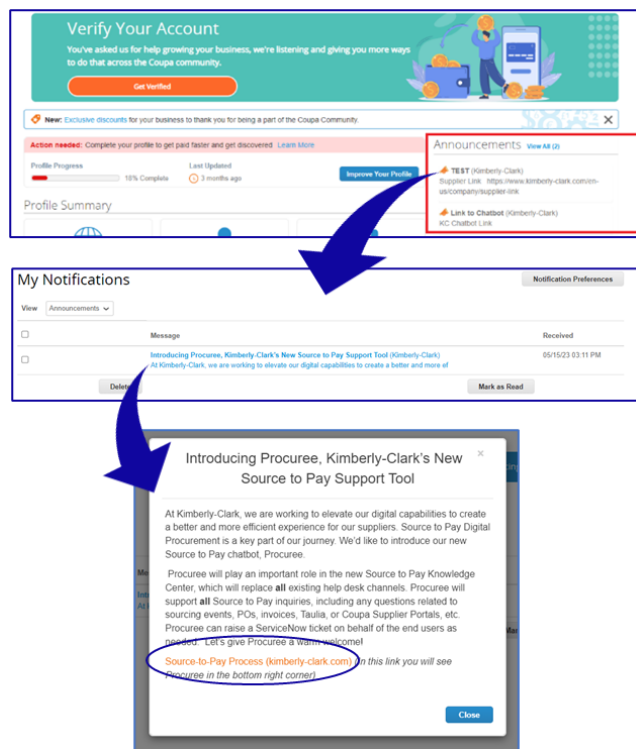 Verify Your Account
You've asked us for help growing your business, we're listening and giving you more ways
to do that across the Coupa community.
Get Verified
New: Exclusive discounts for your business to thank you for being a part of the Coupa Community.
Action needed: Complete your profile to get paid faster and get discovered Learn More
Profile Progress
Last Updated
18% Complete
3 months ago
Improve Your Profile
Profile Summary
Announcements View All (2)
TEST (Kimberly-Clark)
Supplier Link https://www.kimberly-clark.com/en-
us/company/supplier-link
Link to Chatbot (Kimberly-Clark)
KC Chatbot Link
My Notifications
Notification Preferences
View Announcements
Message
Received
Introducing Procuree, Kimberly-Clark's New Source to Pay Support Tool (Kimberly-Clark)
05/15/23 03:11 PM
At Kimberly-Clark, we are working to elevate our digital capabilities to create a better and more ef
Delete
Mark as Read
Introducing Procuree, Kimberly-Clark's New
Source to Pay Support Tool
At Kimberly-Clark, we are working to elevate our digital capabilities to create
a better and more efficient experience for our suppliers. Source to Pay Digital
Procurement is a key part of our journey. We'd like to introduce our new
Source to Pay chatbot, Procuree.
Procuree will play an important role in the new Source to Pay Knowledge
Center, which will replace all existing help desk channels. Procuree will
support all Source to Pay inquiries, including any questions related to
sourcing events, POs, invoices, Taulia, or Coupa Supplier Portals, etc.
Procuree can raise a ServiceNow ticket on behalf of the end users as
needed. Let's give Procuree a warm welcome!
Source-to-Pay Process (kimberly-clark.com) (In this link you will see
Procuree in the bottom right corner)
Close